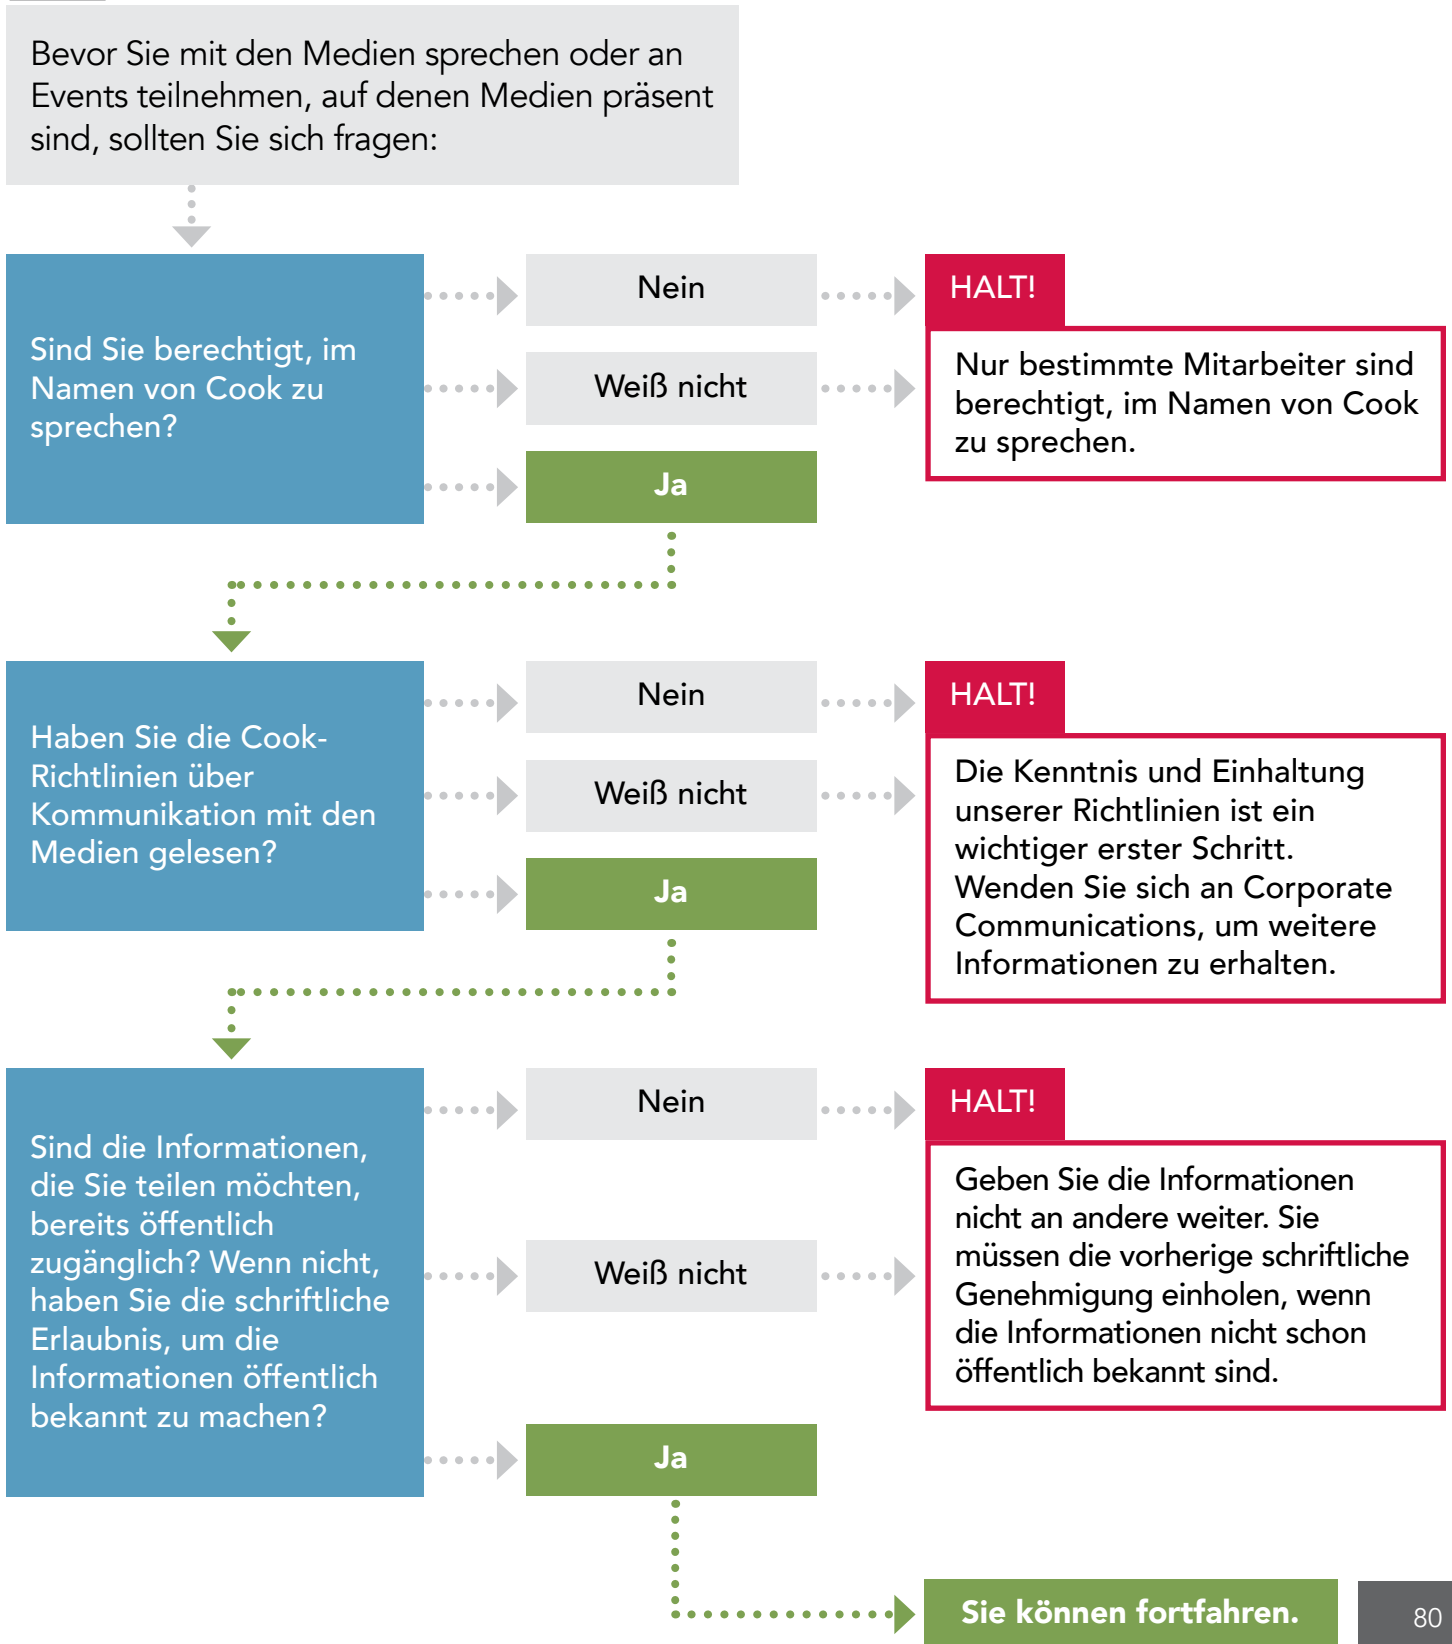 Bevor Sie mit den Medien sprechen oder an
Events teilnehmen, auf denen Medien präsent
sind, sollten Sie sich fragen:
Sind Sie berechtigt, im
Namen von Cook zu
sprechen?
Nein
Weiß nicht
Ja
HALT!
Nur bestimmte Mitarbeiter sind
berechtigt, im Namen von Cook
zu sprechen.
Haben Sie die Cook-
Richtlinien über
Kommunikation mit den
Medien gelesen?
Nein
Weiß nicht
Ja
HALT!
Die Kenntnis und Einhaltung
unserer Richtlinien ist ein
wichtiger erster Schritt.
Wenden Sie sich an Corporate
Communications, um weitere
Informationen zu erhalten.
Sind die Informationen,
die Sie teilen möchten,
bereits öffentlich
zugänglich? Wenn nicht,
haben Sie die schriftliche
Erlaubnis, um die
Informationen öffentlich
bekannt zu machen?
Nein
Weiß nicht
Ja
HALT!
Geben Sie die Informationen
nicht an andere weiter. Sie
müssen die vorherige schriftliche
Genehmigung einholen, wenn
die Informationen nicht schon
öffentlich bekannt sind.
Sie können fortfahren.
80